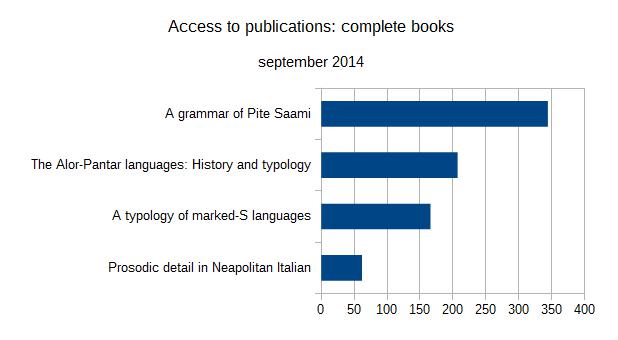 Access to publications: complete books
september 2014
A grammar of Pite Saami
The Alor-Pantar languages: History and typology
A typology of marked-S languages
Prosodic detail in Neapolitan Italian
0 50 100 150 200 250 300 350 400